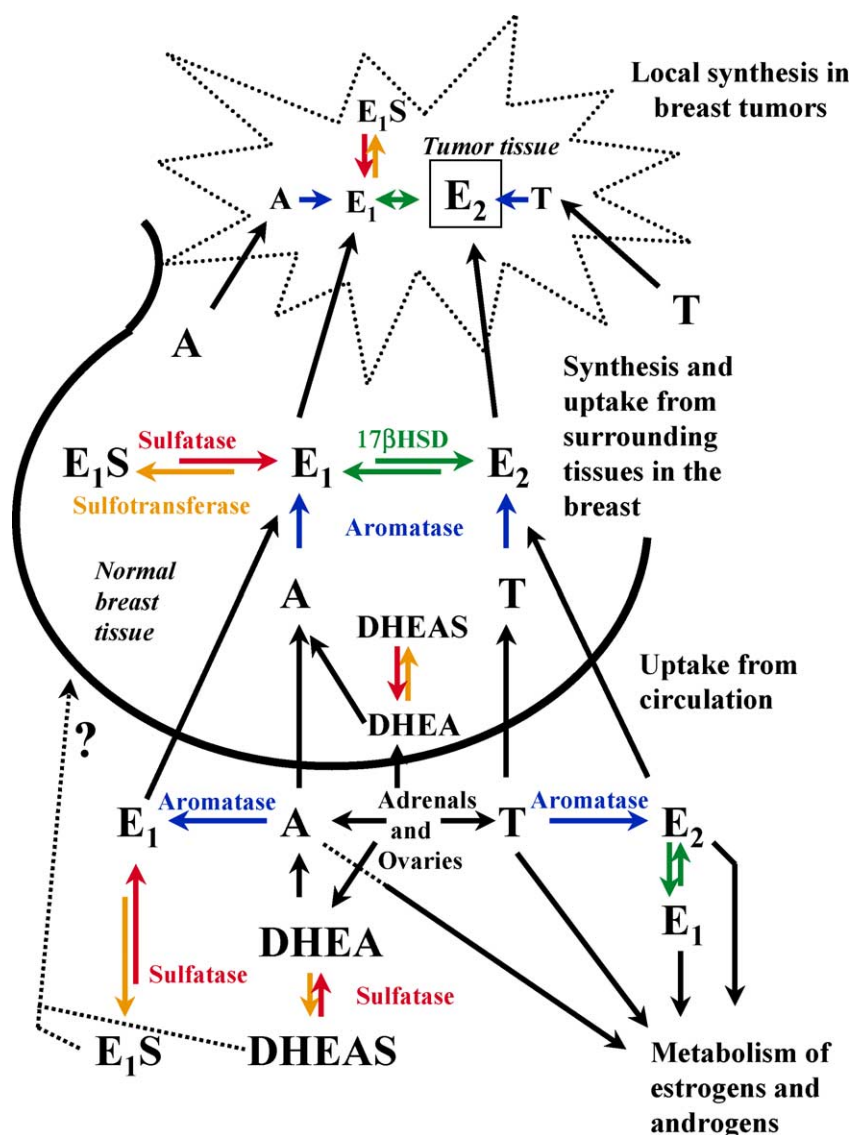 Local synthesis in
breast tumors
E₁S
Tumor tissue
A
E₁
E₂
T
A
T
Synthesis and
uptake from
surrounding
tissues in the
breast
E₁S
Sulfatase
Sulfotransferase
E₁
17βHSD
E₂
Aromatase
Normal
breast
tissue
A
T
DHEAS
DHEA
Uptake from
circulation
?
E₁
Aromatase
A
Adrenals
and
Ovaries
T
Aromatase
E₂
E₁
DHEA
Sulfatase
Sulfatase
E₁S
DHEAS
Metabolism of
estrogens and
androgens